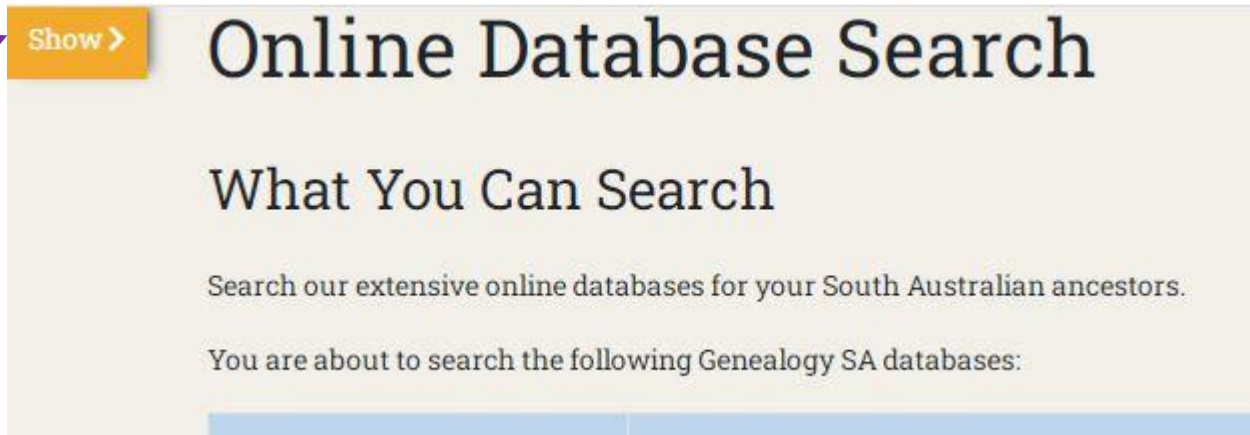 Show
Online Database Search
What You Can Search
Search our extensive online databases for your South Australian ancestors.
You are about to search the following Genealogy SA databases: